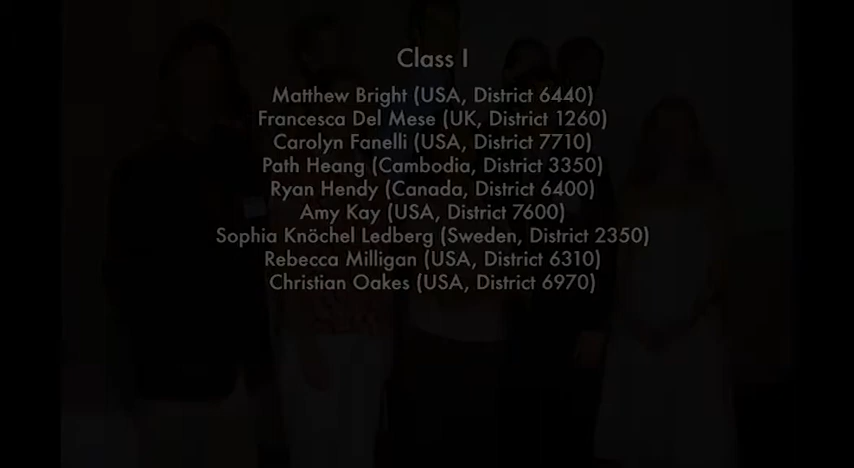 Class I
Matthew Bright (USA, District 6440)
Francesca Del Mese (UK, District 1260)
Carolyn Fanelli (USA, District 7710)
Path Heang (Cambodia, District 3350)
Ryan Hendy (Canada, District 6400)
Amy Kay (USA, District 7600)
Sophia Knöchel Ledberg (Sweden, District 2350)
Rebecca Milligan (USA, District 6310)
Christian Oakes (USA, District 6970)